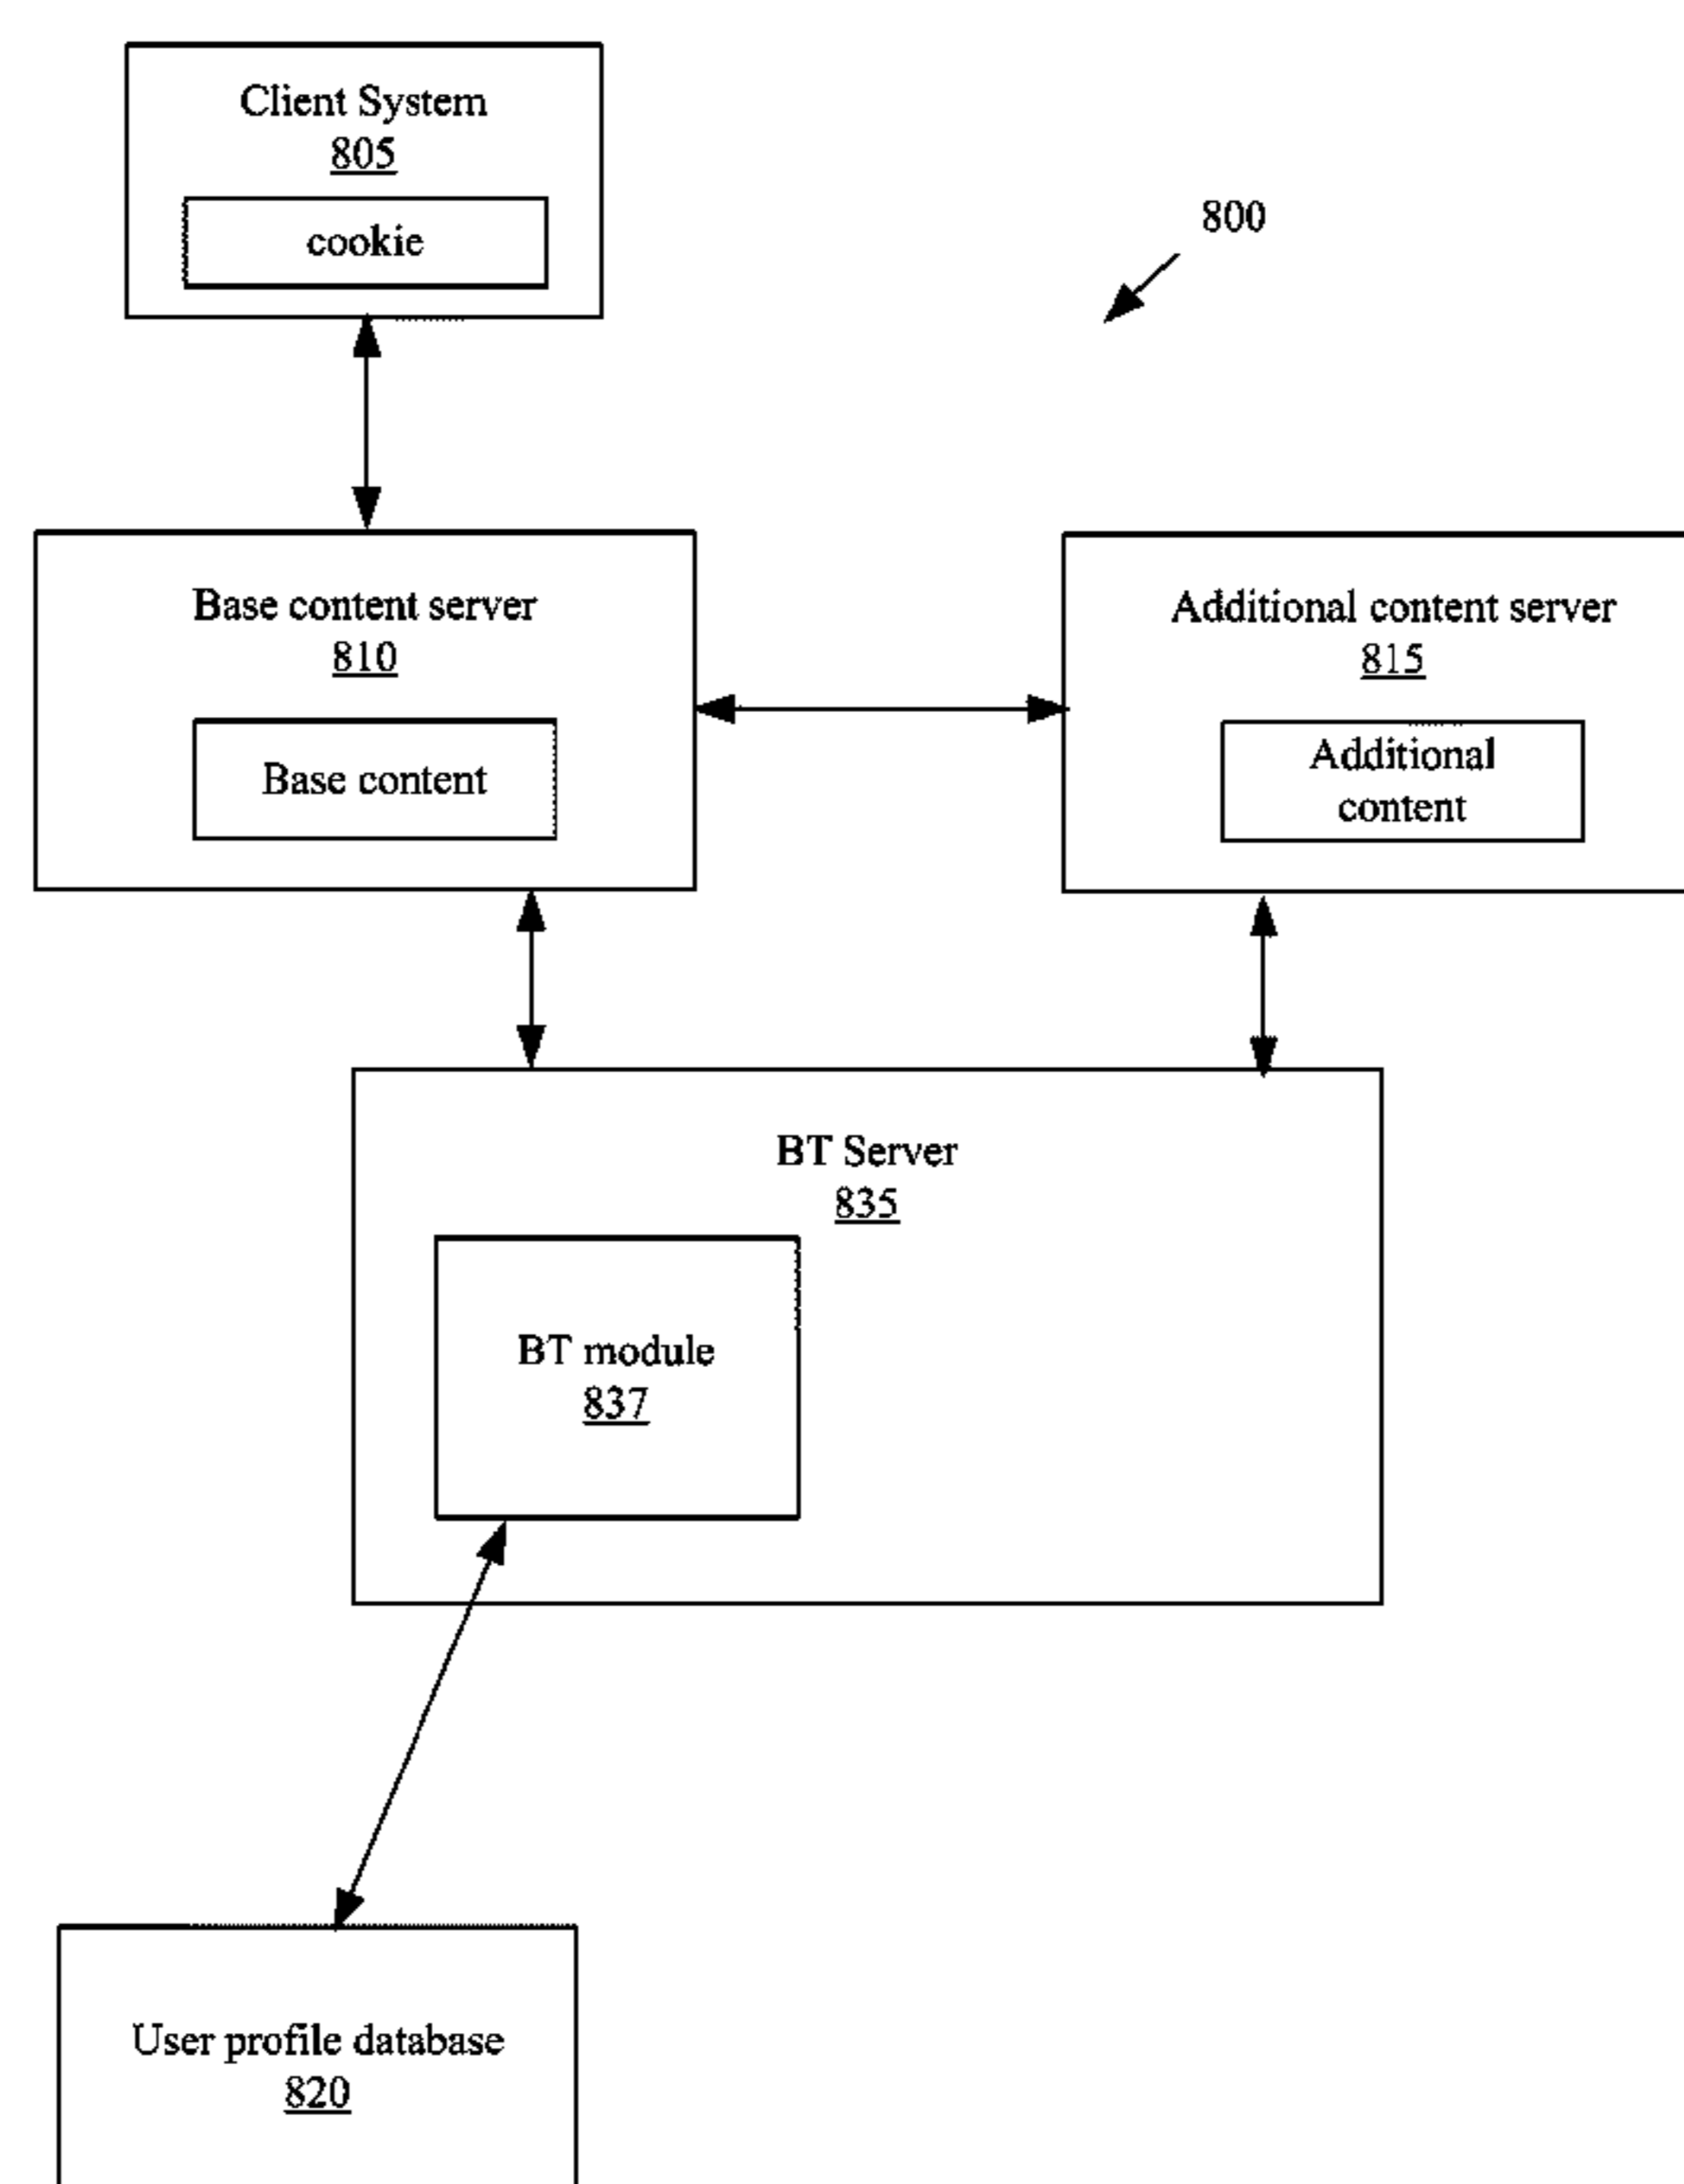 Client System
805
cookie
800
Base content server
810
Base content
Additional content server
815
Additional
content
BT Server
835
BT module
837
User profile database
820